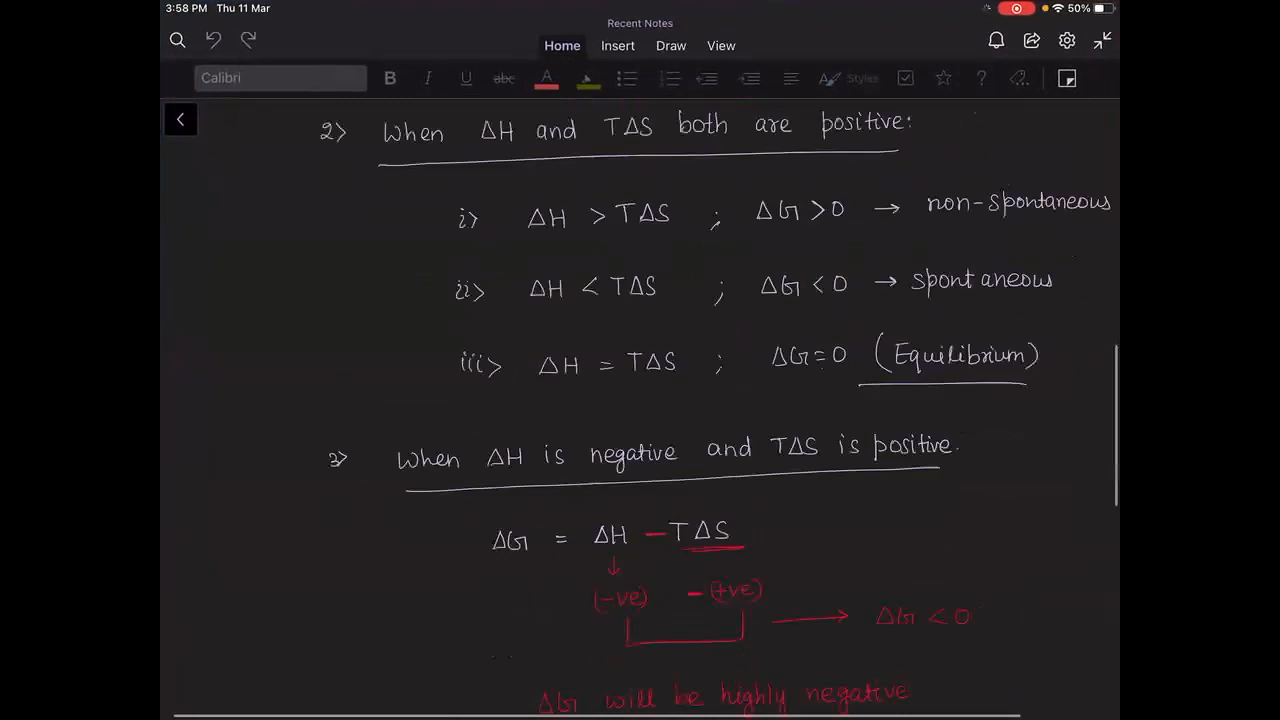 3:58 PM Thu 11 Mar
50%
Recent Notes
Home Insert Draw View
Calibri
B I U abc A Styles ?
2> When ΔH and TΔS both are positive:
i> ΔH > TΔS ; ΔG > 0 → non-spontaneous
ii> ΔH < TΔS ; ΔG < 0 → spontaneous
iii> ΔH = TΔS ; ΔG = 0 (Equilibrium)
3> When ΔH is negative and TΔS is positive.
ΔG = ΔH - TΔS
↓
(-ve) - (+ve)
→ ΔG < 0
ΔG will be highly negative